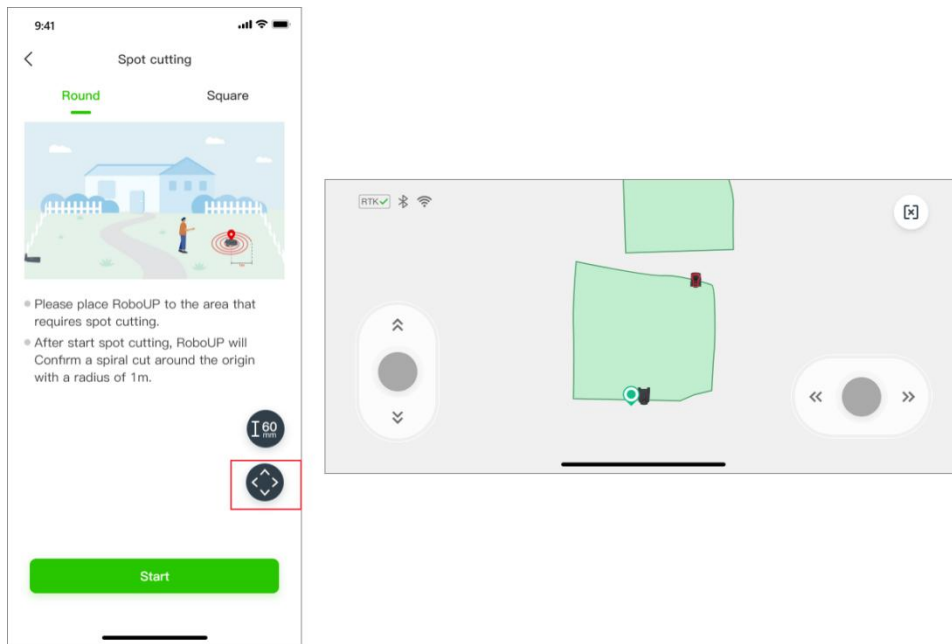 9:41
Spot cutting
Round
Square
Please place RoboUP to the area that
requires spot cutting.
After start spot cutting, RoboUP will
Confirm a spiral cut around the origin
with a radius of 1m.
60
mm
Start
RTK